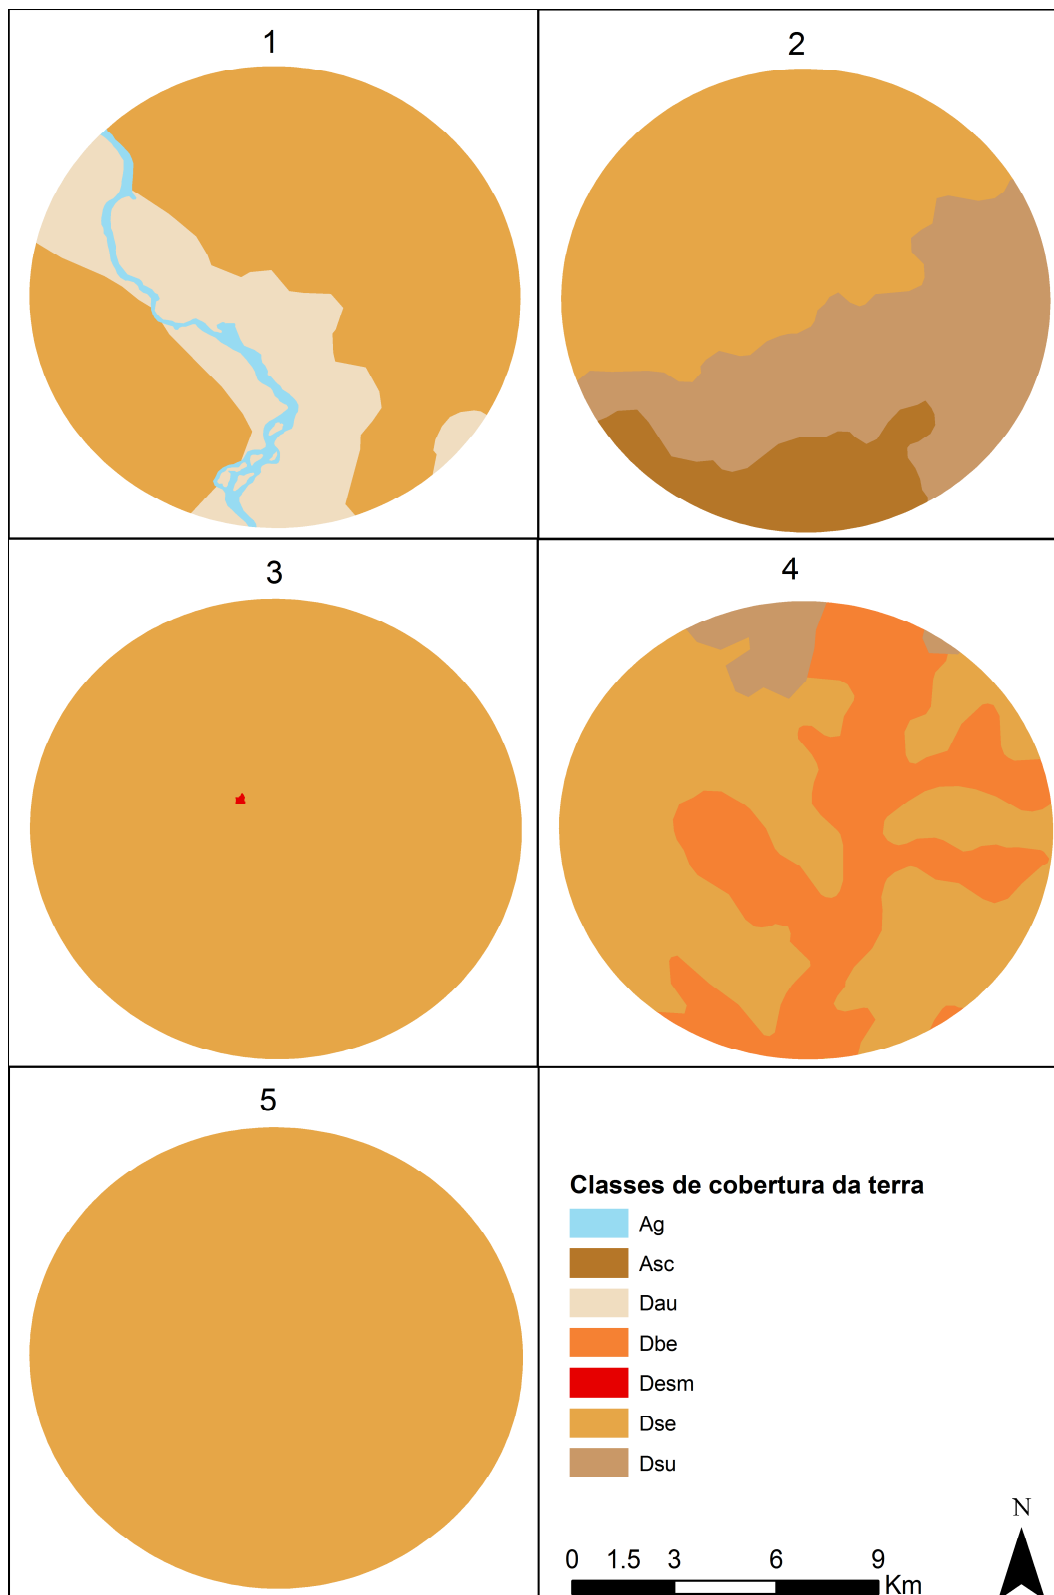 1
2
3
4
5
Classes de cobertura da terra
Ag
Asc
Dau
Dbe
Desm
Dse
Dsu
N
0 1.5 3 6 9
Km